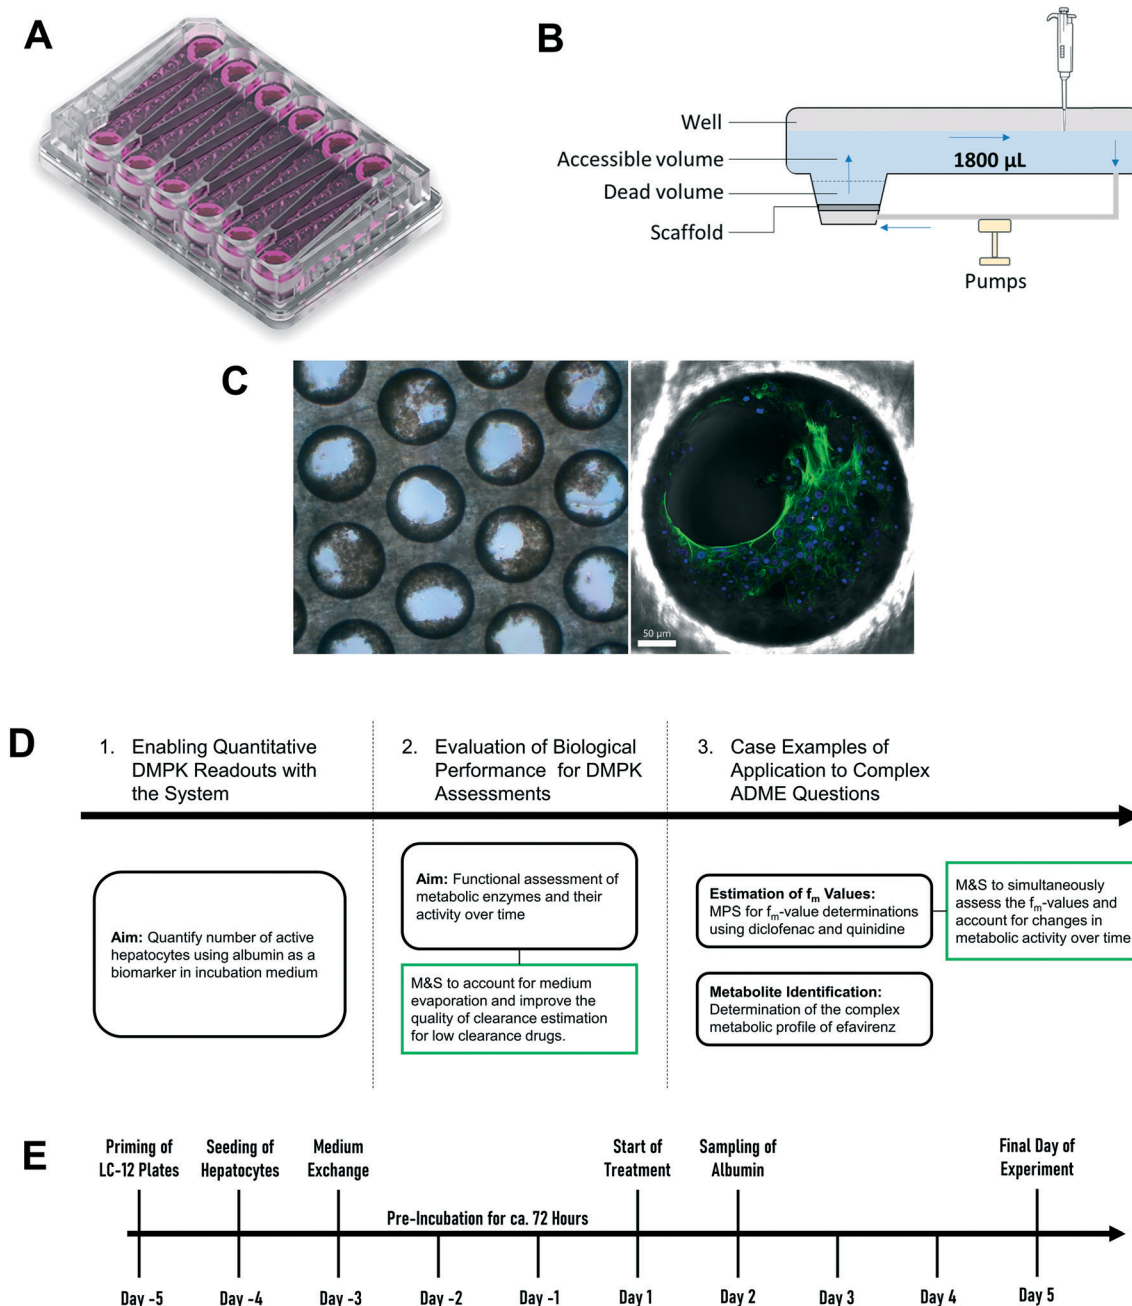 A
B
Well
Accessible volume
1800 µL
Dead volume
Scaffold
Pumps
C
50 µm
D
1. Enabling Quantitative
DMPK Readouts with
the System
2. Evaluation of Biological
Performance for DMPK
Assessments
3. Case Examples of
Application to Complex
ADME Questions
Aim: Quantify number of active
hepatocytes using albumin as a
biomarker in incubation medium
Aim: Functional assessment of
metabolic enzymes and their
activity over time
M&S to account for medium
evaporation and improve the
quality of clearance estimation
for low clearance drugs.
Estimation of fm Values:
MPS for fm-value determinations
using diclofenac and quinidine
M&S to simultaneously
assess the fm-values and
account for changes in
metabolic activity over time
Metabolite Identification:
Determination of the complex
metabolic profile of efavirenz
E
Priming of
LC-12 Plates
Seeding of
Hepatocytes
Medium
Exchange
Start of
Treatment
Sampling of
Albumin
Final Day of
Experiment
Pre-Incubation for ca. 72 Hours
Day -5
Day -4
Day -3
Day -2
Day -1
Day 1
Day 2
Day 3
Day 4
Day 5